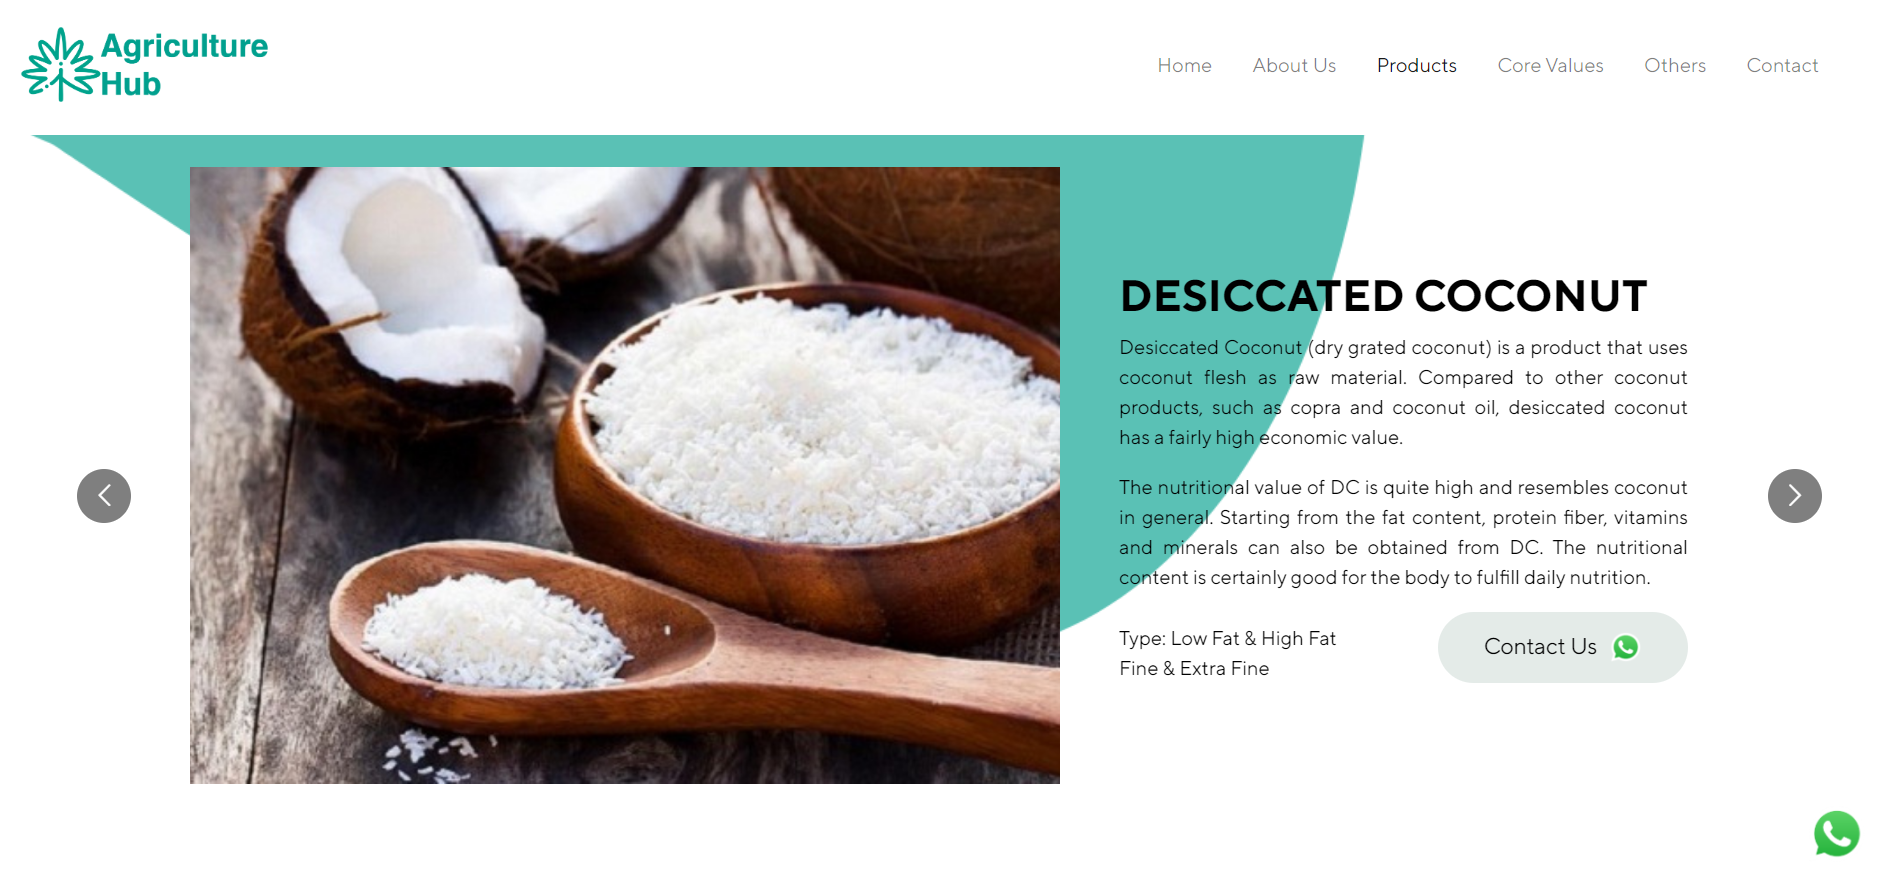 Agriculture
Hub
Home
About Us
Products
Core Values
Others
Contact
DESICCATED COCONUT
Desiccated Coconut (dry grated coconut) is a product that uses
coconut flesh as raw material. Compared to other coconut
products, such as copra and coconut oil, desiccated coconut
has a fairly high economic value.
The nutritional value of DC is quite high and resembles coconut
in general. Starting from the fat content, protein fiber, vitamins
and minerals can also be obtained from DC. The nutritional
content is certainly good for the body to fulfill daily nutrition.
Type: Low Fat & High Fat
Fine & Extra Fine
Contact Us